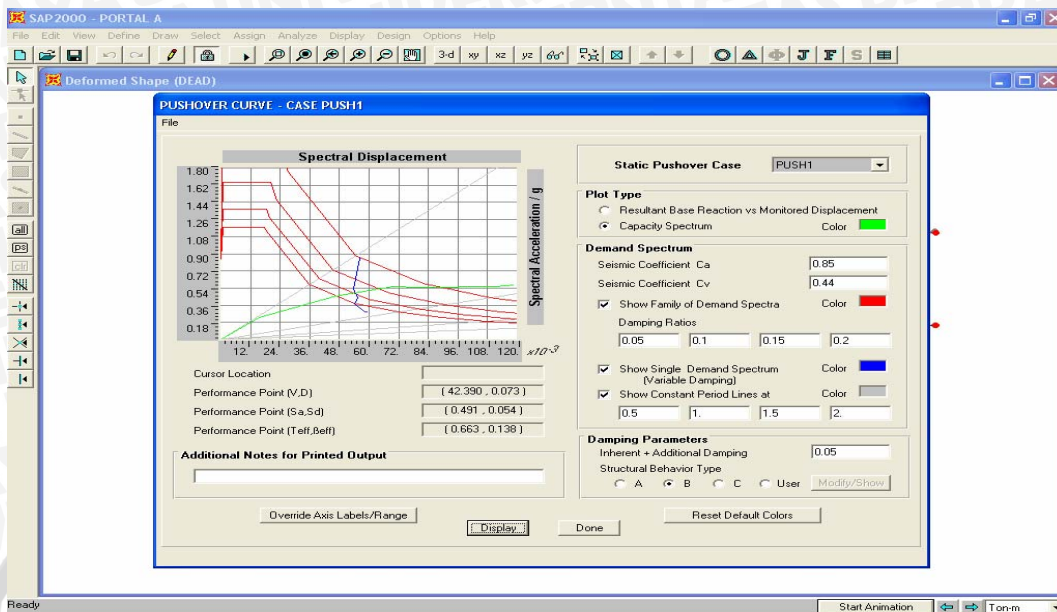 SAP2000 - PORTAL A
File Edit View Define Draw Select Assign Analyze Display Design Options Help
3-d xy xz yz
J F S
Deformed Shape (DEAD)
PUSHOVER CURVE - CASE PUSH1
File
Spectral Displacement
1.80
1.62
1.44
1.26
1.08
0.90
0.72
0.54
0.36
0.18
Spectral Acceleration / g
12. 24. 36. 48. 60. 72. 84. 96. 108. 120. x10-3
Cursor Location
Performance Point (V,D) ( 42.390 , 0.073 )
Performance Point (Sa,Sd) ( 0.491 , 0.054 )
Performance Point (Teff,βeff) ( 0.663 , 0.138 )
Additional Notes for Printed Output
Override Axis Labels/Range
Display
Done
Static Pushover Case PUSH1
Plot Type
Resultant Base Reaction vs Monitored Displacement
Capacity Spectrum Color
Demand Spectrum
Seismic Coefficient Ca 0.85
Seismic Coefficient Cv 0.44
Show Family of Demand Spectra Color
Damping Ratios
0.05 0.1 0.15 0.2
Show Single Demand Spectrum Color
(Variable Damping)
Show Constant Period Lines at Color
0.5 1. 1.5 2.
Damping Parameters
Inherent + Additional Damping 0.05
Structural Behavior Type
A B C User Modify/Show
Reset Default Colors
all
ps
clr
Ready
Start Animation
Ton-m